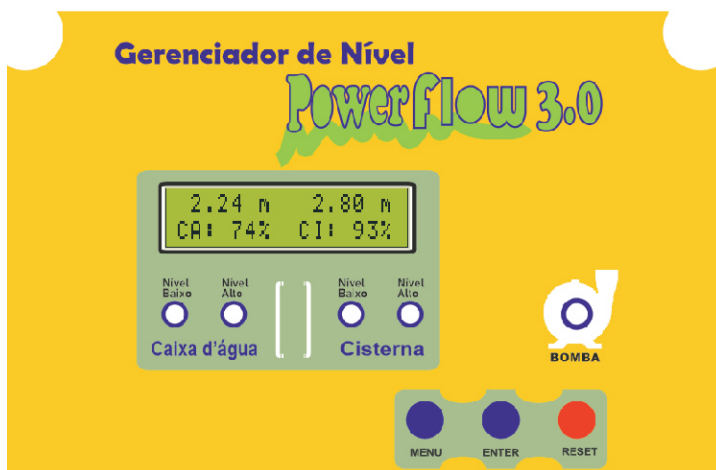 Gerenciador de Nível
PowerFlow 3.0
2.24 m 2.80 m
CA: 74% CI: 93%
Nível Baixo Nível Alto Nível Baixo Nível Alto
Caixa d'água Cisterna
BOMBA
MENU ENTER RESET